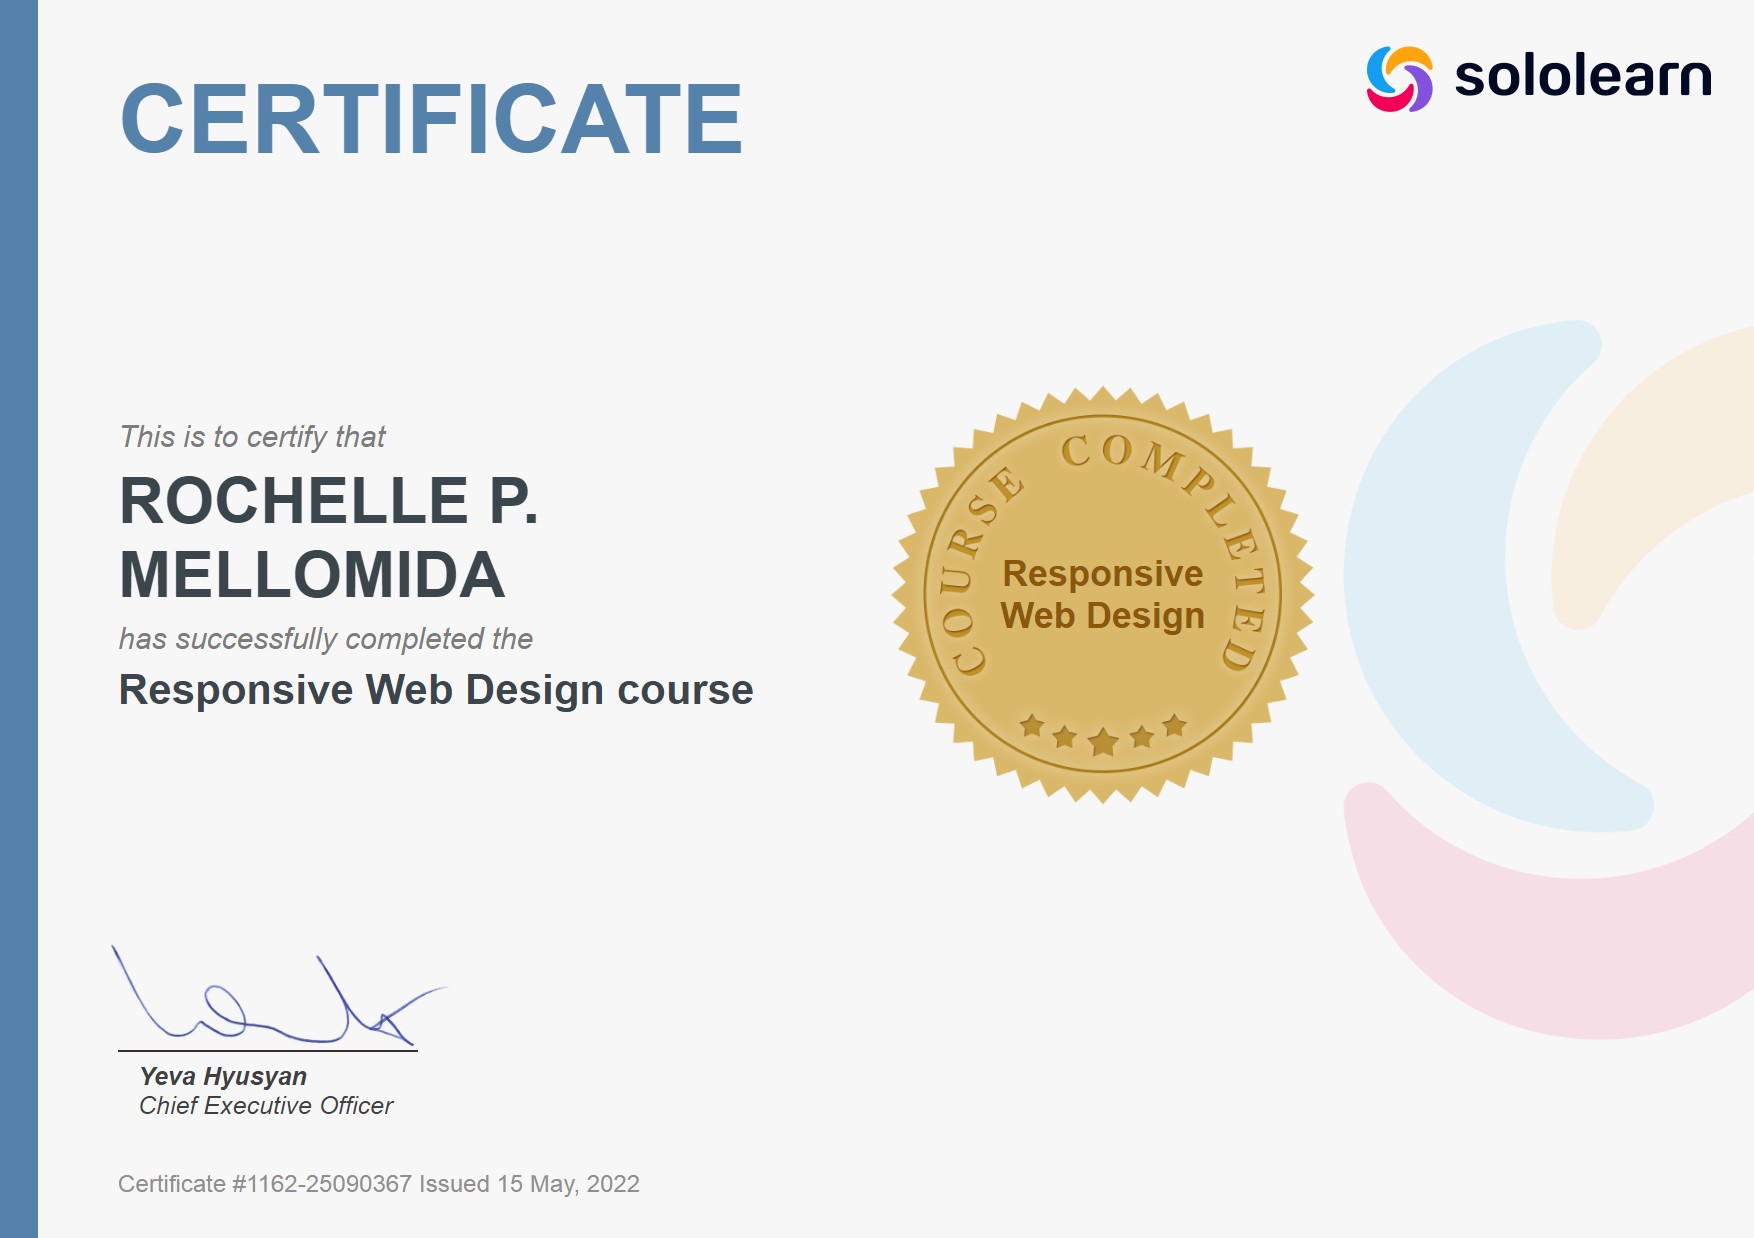 sololearn
CERTIFICATE
This is to certify that
ROCHELLE P.
MELLOMIDA
has successfully completed the
Responsive Web Design course
COURSE COMPLETED
Responsive
Web Design
Yeva Hyusyan
Chief Executive Officer
Certificate #1162-25090367 Issued 15 May, 2022